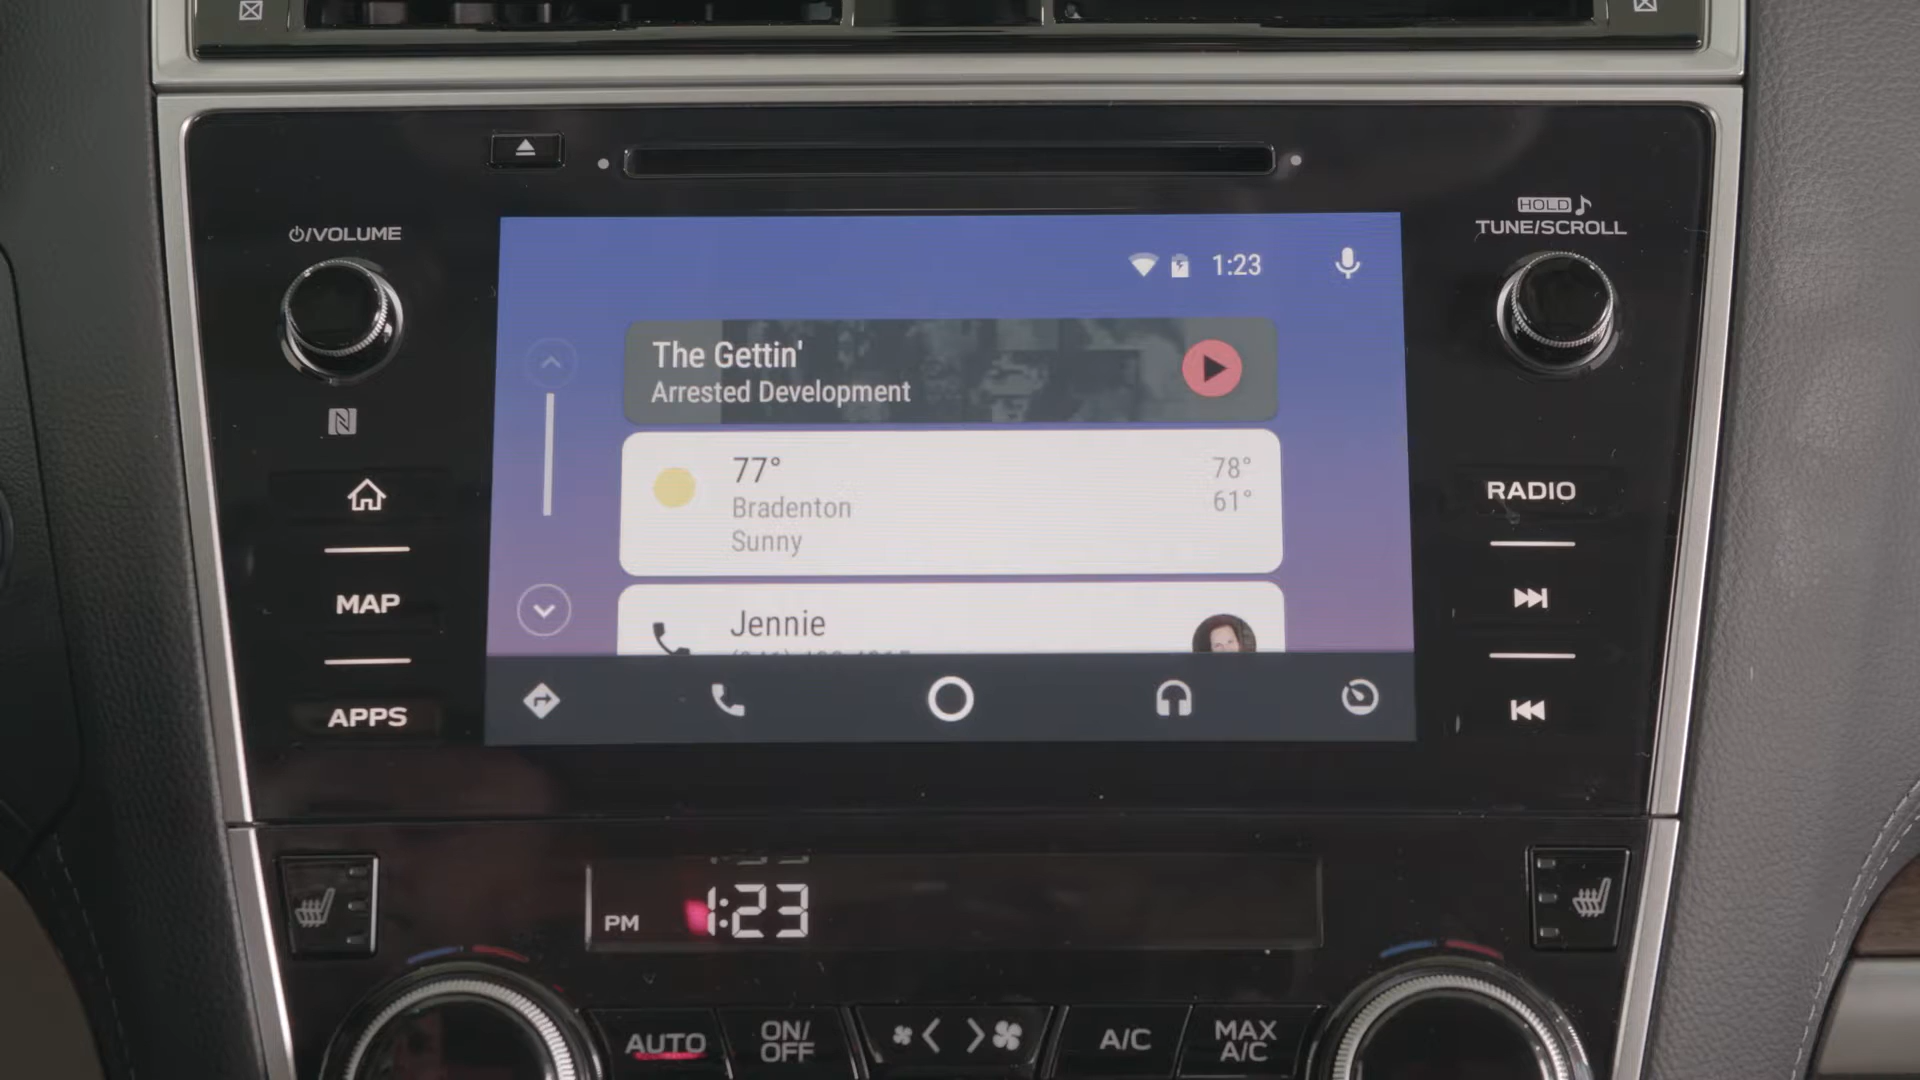 /VOLUME
HOLD
TUNE/SCROLL
1:23
The Gettin'
Arrested Development
77°
78°
Bradenton
61°
Sunny
Jennie
MAP
APPS
RADIO
PM 1:23
AUTO
ON/
OFF
A/C
MAX
A/C